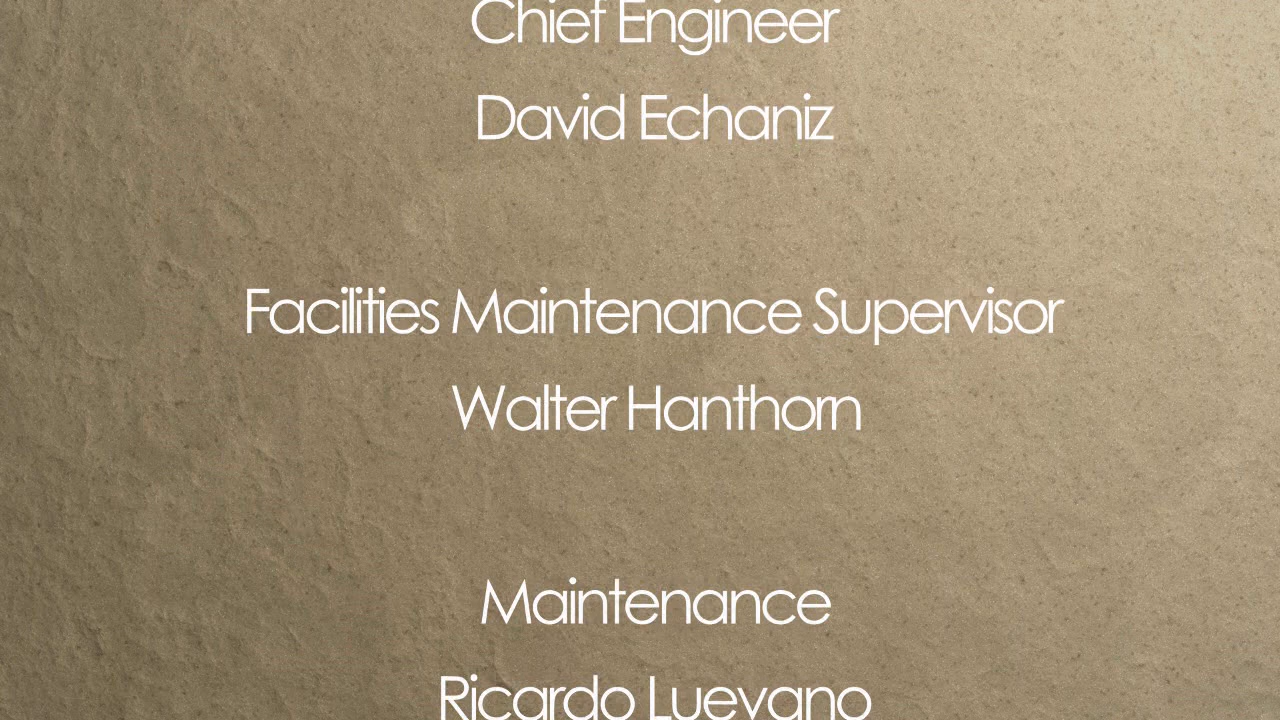 Chief Engineer
David Echaniz
Facilities Maintenance Supervisor
Walter Hanthorn
Maintenance
Ricardo Luevano